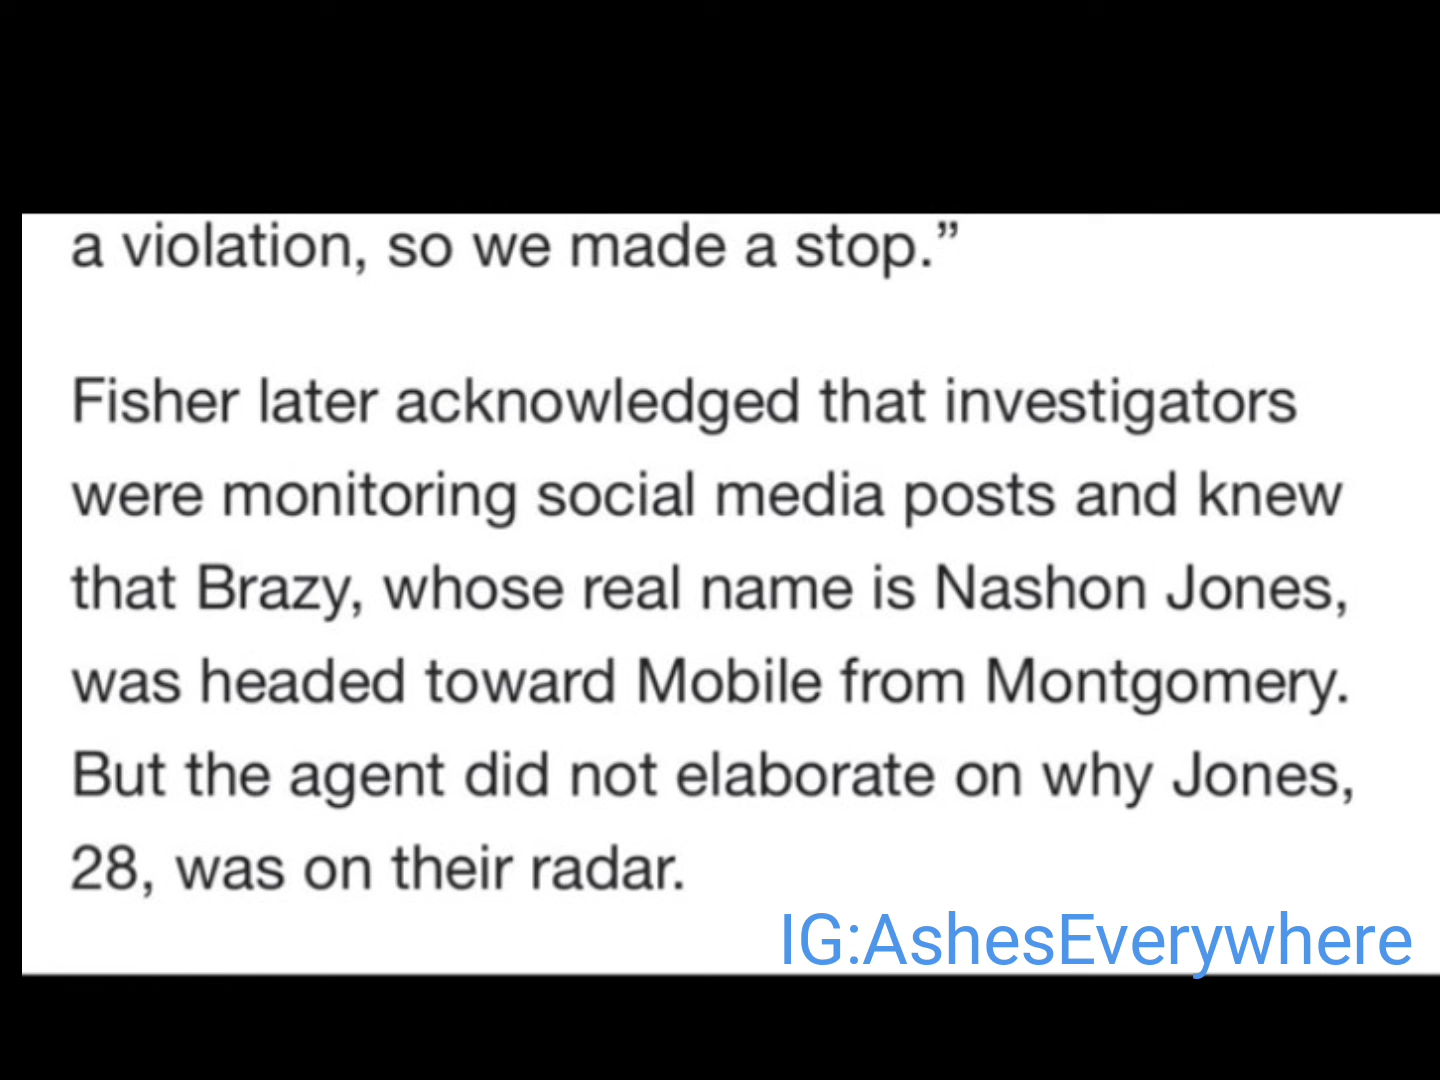 a violation, so we made a stop.”
Fisher later acknowledged that investigators
were monitoring social media posts and knew
that Brazy, whose real name is Nashon Jones,
was headed toward Mobile from Montgomery.
But the agent did not elaborate on why Jones,
28, was on their radar.
IG:AshesEverywhere